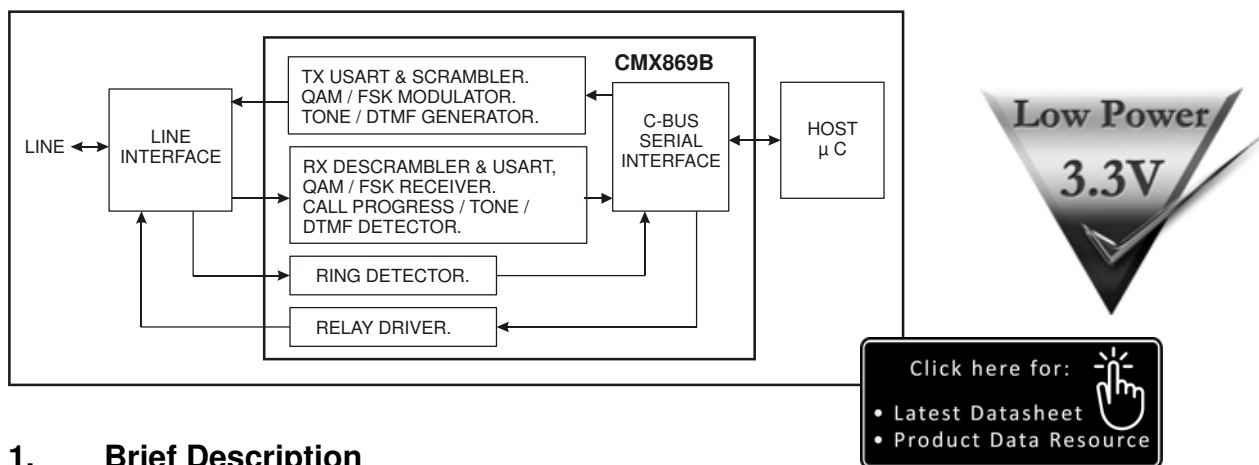 CMX869B
TX USART & SCRAMBLER.
QAM / FSK MODULATOR.
TONE / DTMF GENERATOR.
LINE
LINE
INTERFACE
C-BUS
SERIAL
INTERFACE
HOST
µ C
RX DESCRAMBLER & USART,
QAM / FSK RECEIVER.
CALL PROGRESS / TONE /
DTMF DETECTOR.
RING DETECTOR.
RELAY DRIVER.
Low Power
3.3V
Click here for:
• Latest Datasheet
• Product Data Resource
1. Brief Description